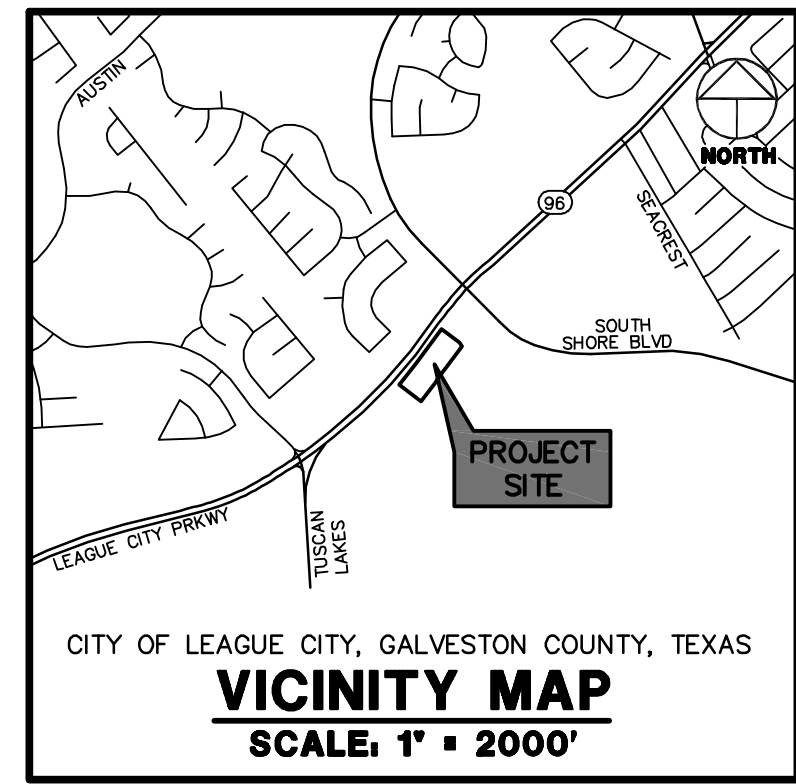 AUSTIN
NORTH
96
SEACREST
SOUTH
SHORE BLVD
PROJECT
SITE
LEAGUE CITY PRKWY
TUSCAN
LAKES
CITY OF LEAGUE CITY, GALVESTON COUNTY, TEXAS
VICINITY MAP
SCALE: 1" = 2000'